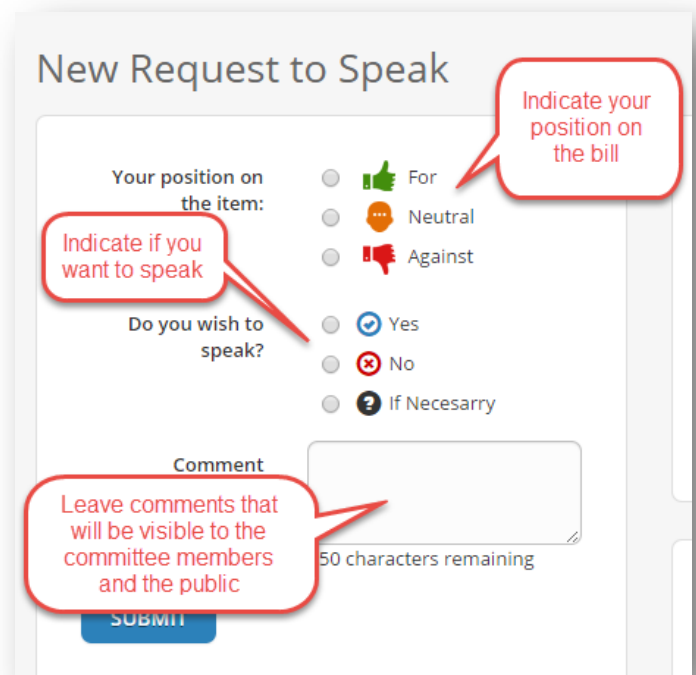 New Request to Speak
Indicate your
position on
the bill
Your position on
the item:
For
Neutral
Against
Indicate if you
want to speak
Do you wish to
speak?
Yes
No
If Necesarry
Comment
Leave comments that
will be visible to the
committee members
and the public
50 characters remaining
SUBMIT